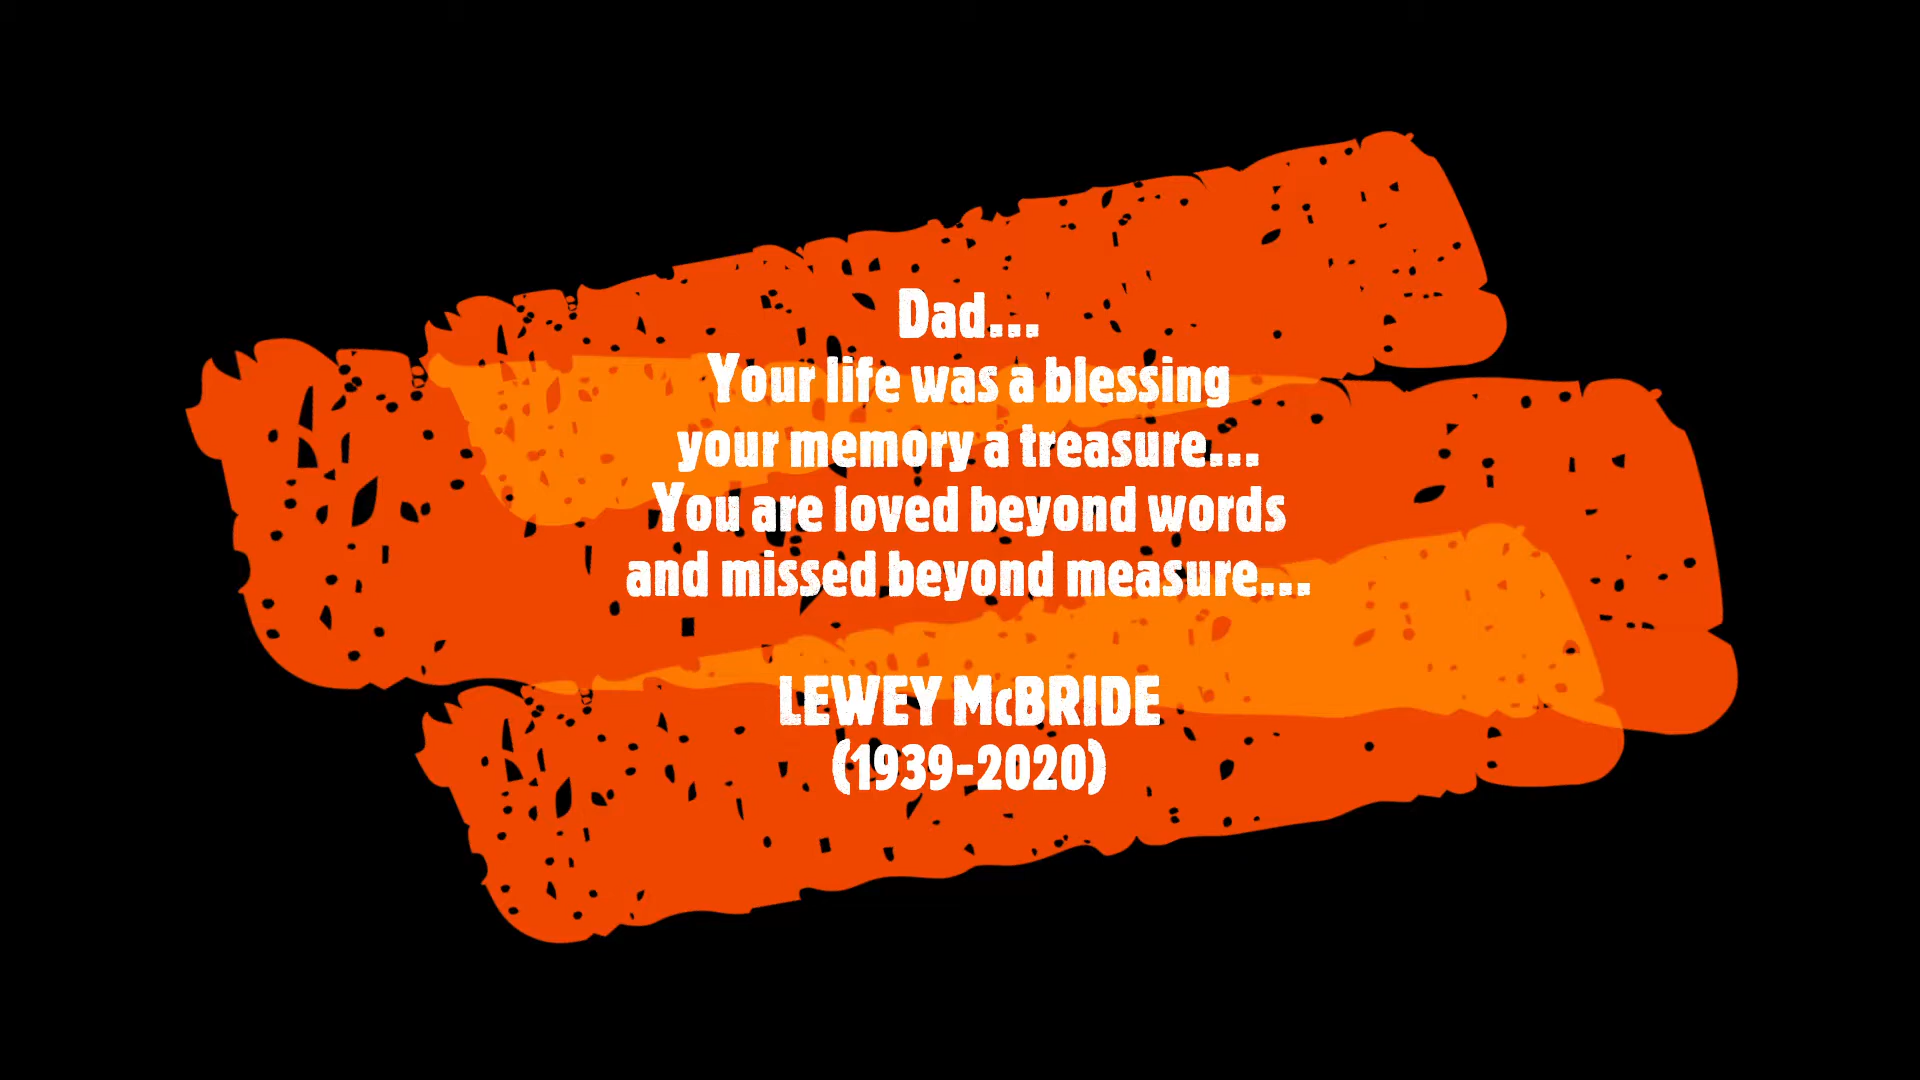 Dad...
Your life was a blessing
your memory a treasure...
You are loved beyond words
and missed beyond measure...
LEWEY McBRIDE
(1939-2020)